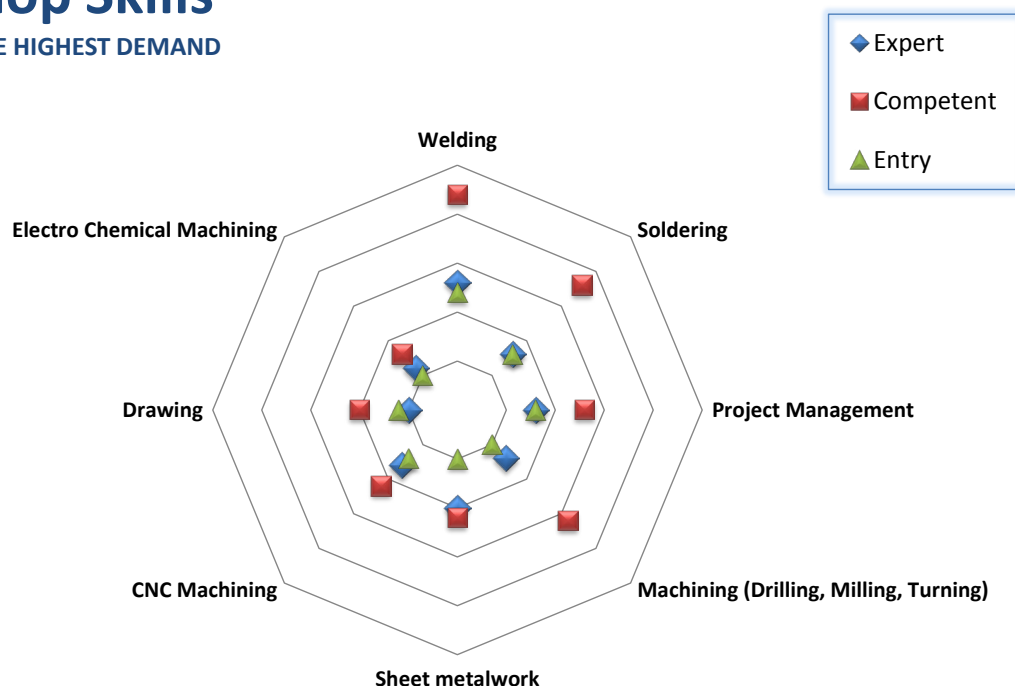 Skills
HIGHEST DEMAND
Expert
Competent
Entry
Welding
Electro Chemical Machining
Soldering
Drawing
Project Management
CNC Machining
Machining (Drilling, Milling, Turning)
Sheet metalwork